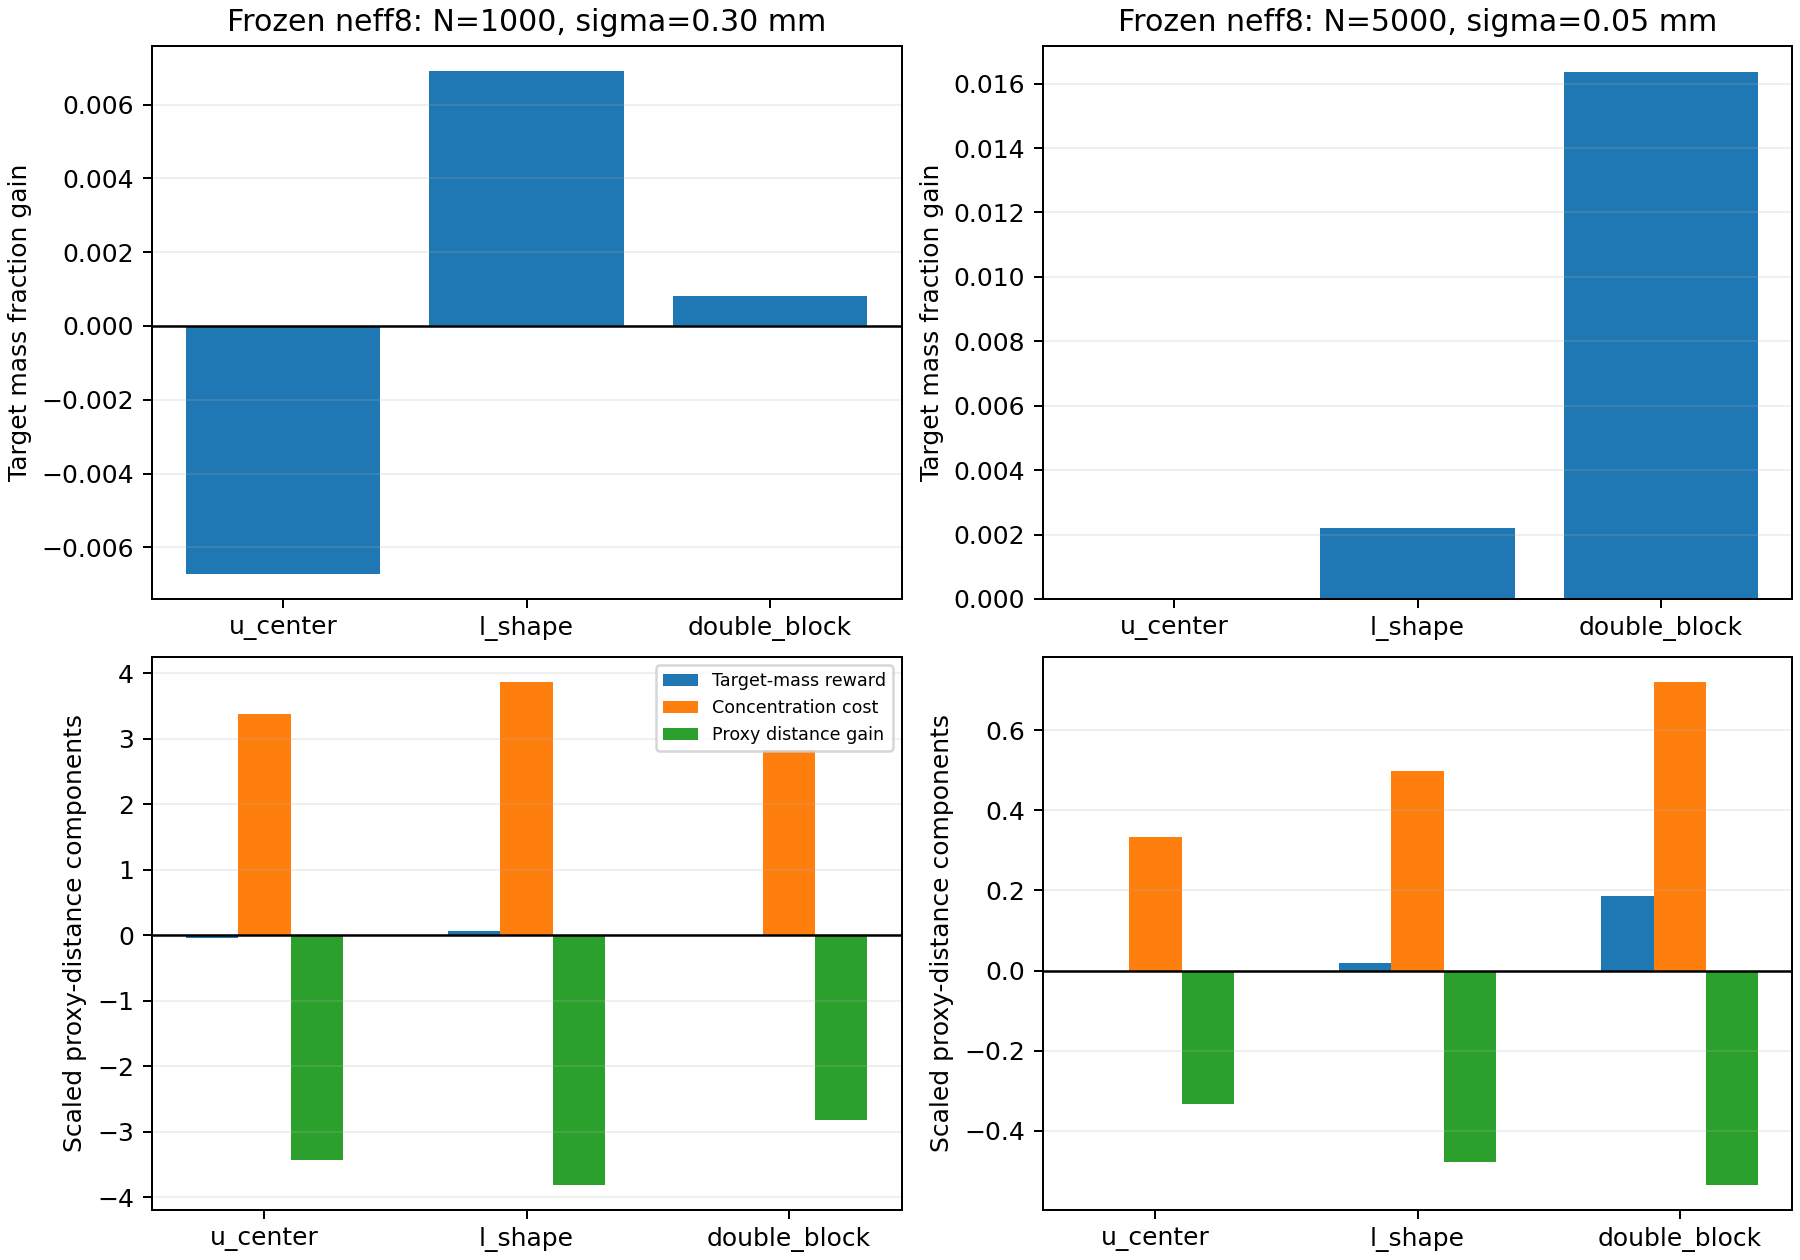 Frozen neff8: N=1000, sigma=0.30 mm
Target mass fraction gain
0.006
0.004
0.002
0.000
−0.002
−0.004
−0.006
u_center
l_shape
double_block
Frozen neff8: N=5000, sigma=0.05 mm
Target mass fraction gain
0.016
0.014
0.012
0.010
0.008
0.006
0.004
0.002
0.000
u_center
l_shape
double_block
Scaled proxy-distance components
4
3
2
1
0
−1
−2
−3
−4
Target-mass reward
Concentration cost
Proxy distance gain
u_center
l_shape
double_block
Scaled proxy-distance components
0.6
0.4
0.2
0.0
−0.2
−0.4
u_center
l_shape
double_block